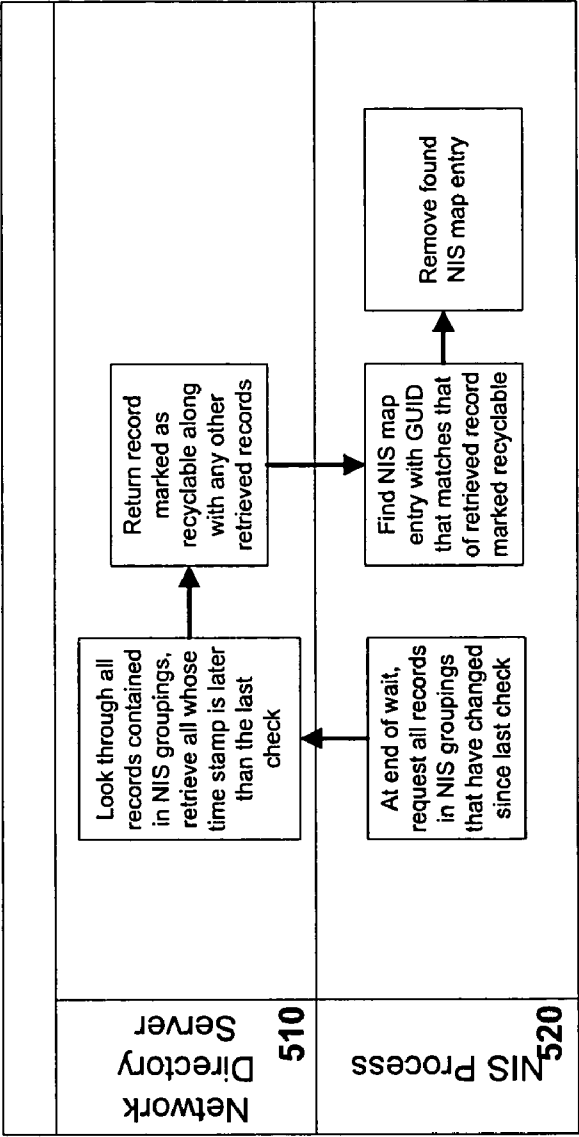 Network
Directory
Server
510
Look through all
records contained
in NIS groupings,
retrieve all whose
time stamp is later
than the last
check
Return record
marked as
recyclable along
with any other
retrieved records
NIS Process
520
At end of wait,
request all records
in NIS groupings
that have changed
since last check
Find NIS map
entry with GUID
that matches that
of retrieved record
marked recyclable
Remove found
NIS map entry